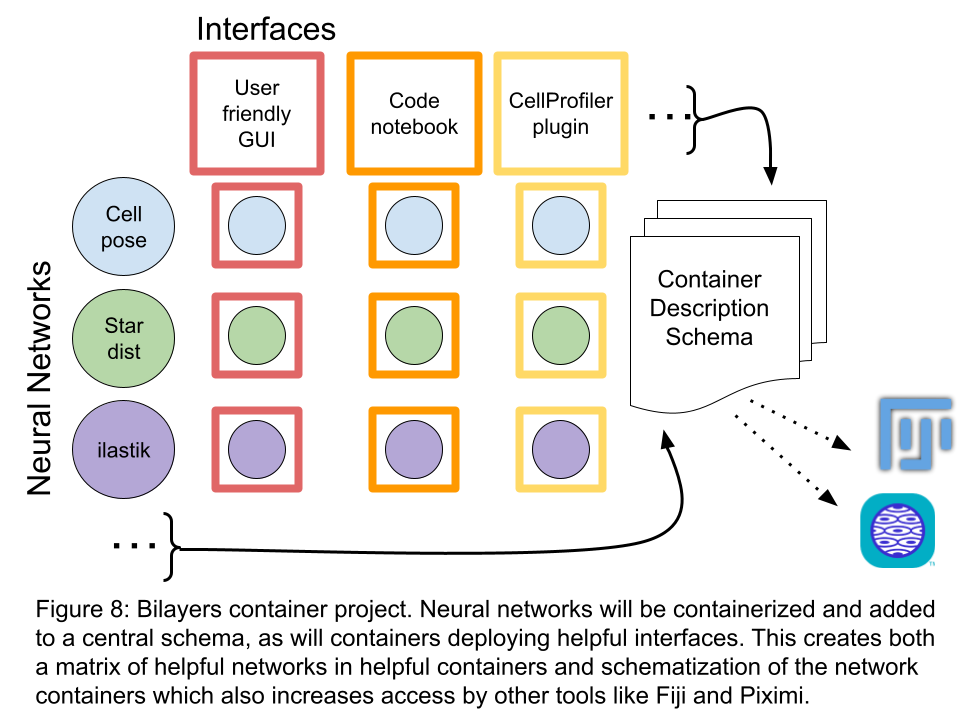 Interfaces
User
friendly
GUI
Code
notebook
CellProfiler
plugin
...
Neural Networks
Cell
pose
Star
dist
ilastik
...
Container
Description
Schema
TM
Figure 8: Bilayers container project. Neural networks will be containerized and added
to a central schema, as will containers deploying helpful interfaces. This creates both
a matrix of helpful networks in helpful containers and schematization of the network
containers which also increases access by other tools like Fiji and Piximi.